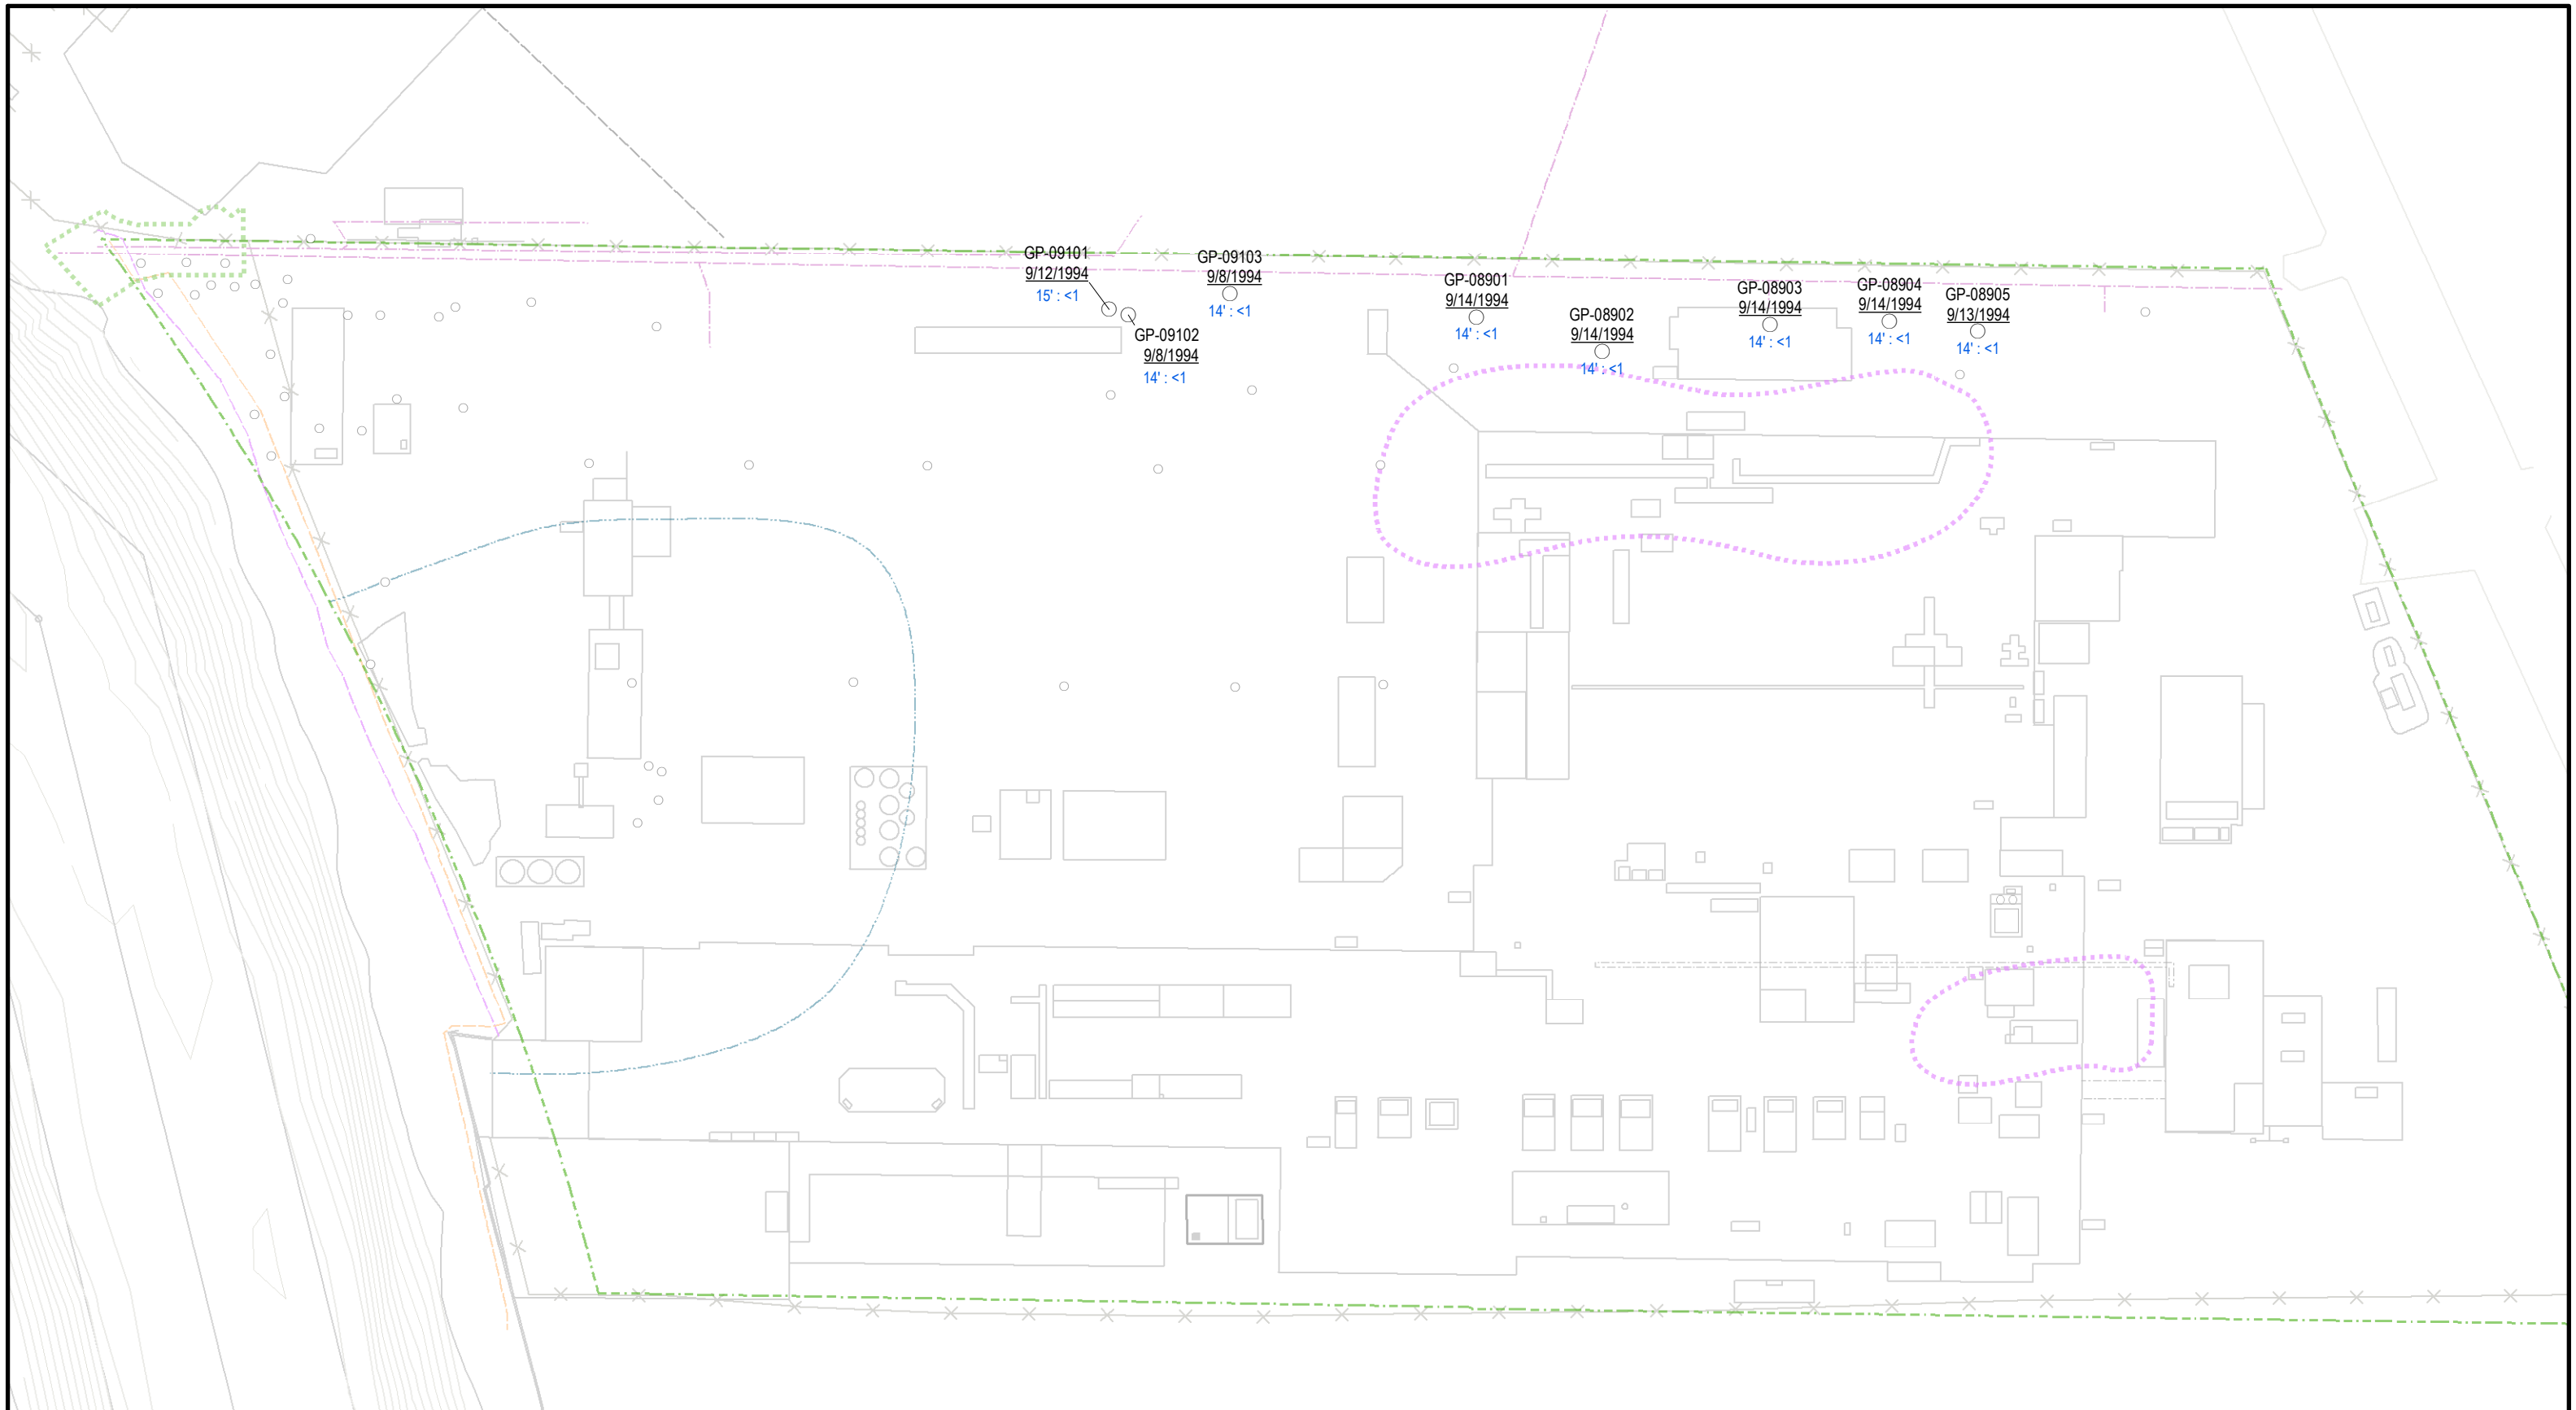 GP-09101
9/12/1994
15' : <1
GP-09102
9/8/1994
14' : <1
GP-09103
9/8/1994
14' : <1
GP-08901
9/14/1994
14' : <1
GP-08902
9/14/1994
14' : <1
GP-08903
9/14/1994
14' : <1
GP-08904
9/14/1994
14' : <1
GP-08905
9/13/1994
14' : <1